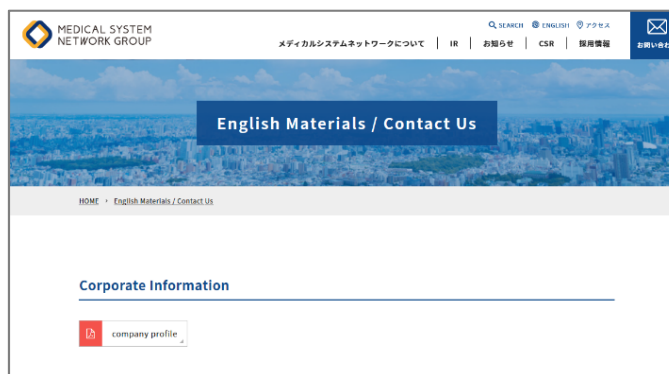 MEDICAL SYSTEM
NETWORK GROUP
SEARCH ENGLISH アクセス
メディカルシステムネットワークについて IR お知らせ CSR 採用情報
お問い合わ
English Materials / Contact Us
HOME › English Materials / Contact Us
Corporate Information
company profile